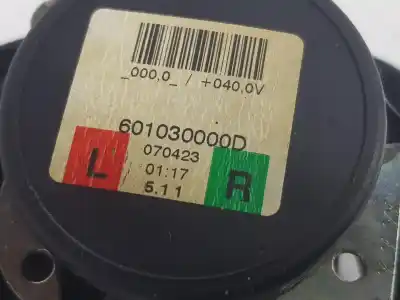 _000,0_ / +040,0V
601030000D
070423
L
01:17
R
5.11